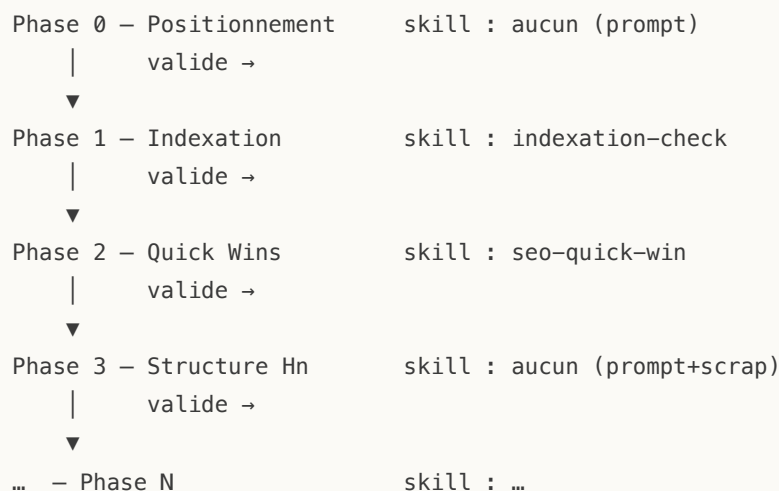 Phase 0 — Positionnement skill : aucun (prompt)
│ valide →
▼
Phase 1 — Indexation skill : indexation-check
│ valide →
▼
Phase 2 — Quick Wins skill : seo-quick-win
│ valide →
▼
Phase 3 — Structure Hn skill : aucun (prompt+scrap)
│ valide →
▼
… — Phase N skill : …